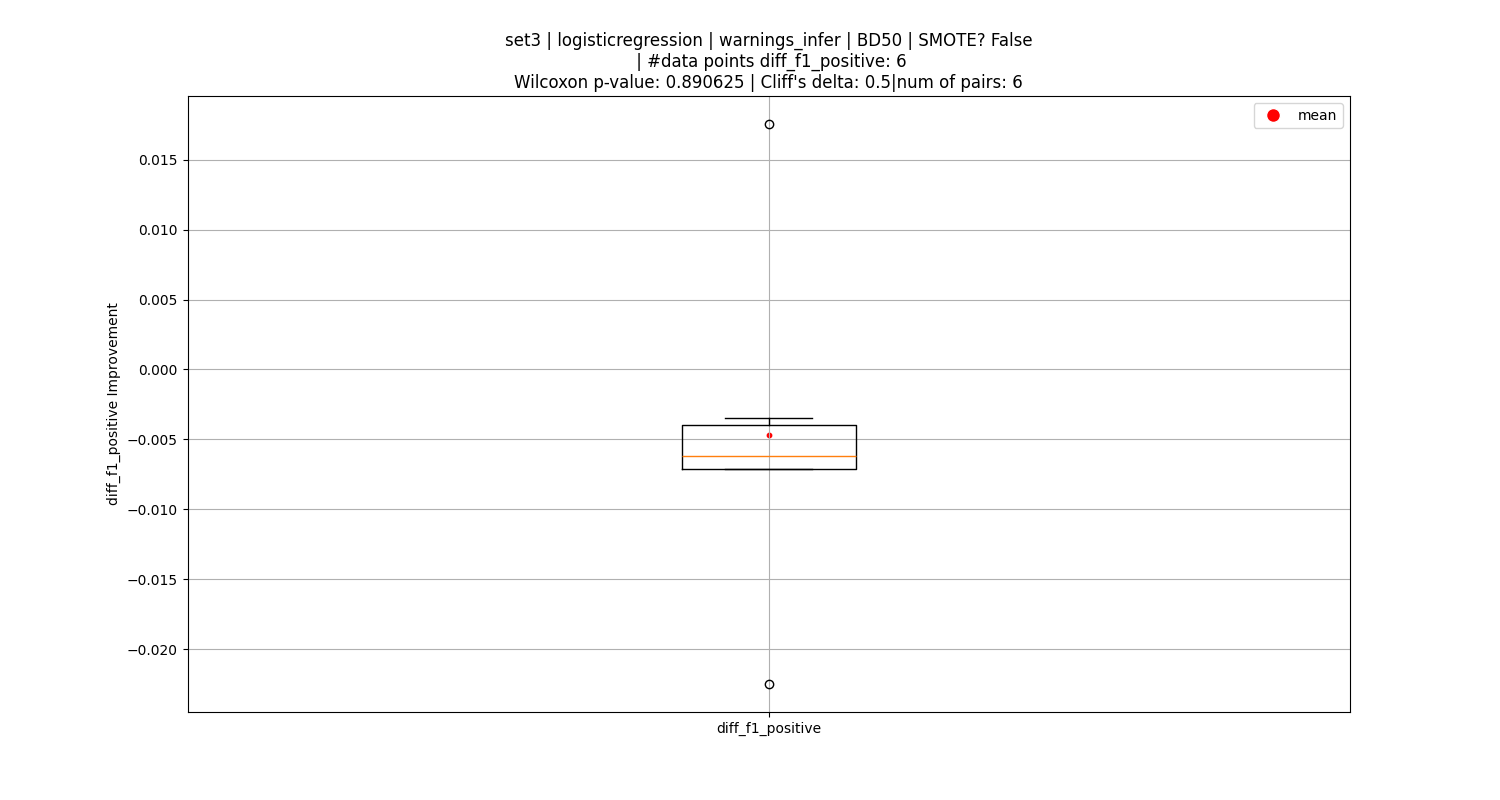 set3 | logisticregression | warnings_infer | BD50 | SMOTE? False
| #data points diff_f1_positive: 6
Wilcoxon p-value: 0.890625 | Cliff's delta: 0.5|num of pairs: 6
mean
0.015
0.010
0.005
0.000
−0.005
−0.010
−0.015
−0.020
diff_f1_positive Improvement
diff_f1_positive